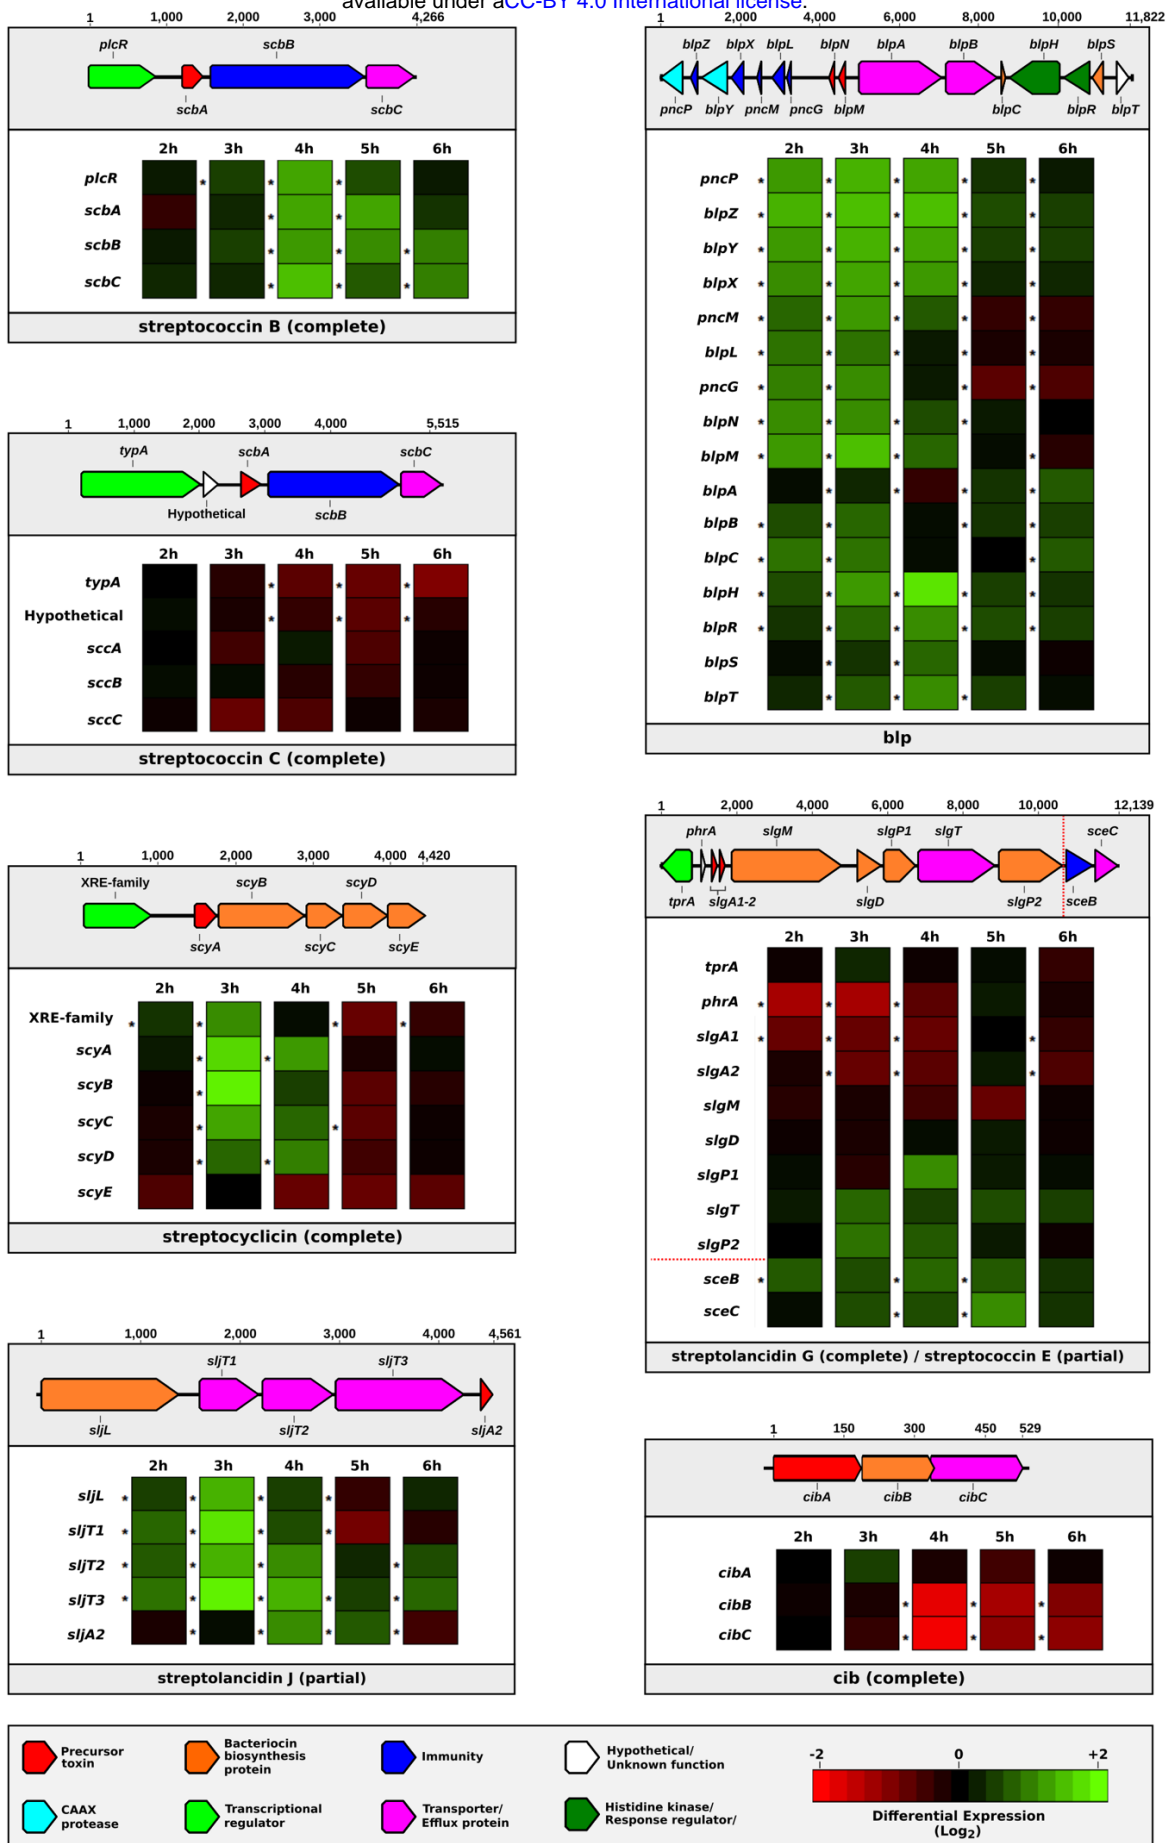 available under aCC-BY 4.0 International license.
1 1,000 2,000 3,000 4,266
plcR scbB
scbA scbC
2h 3h 4h 5h 6h
plcR * * *
scbA * *
scbB * * *
scbC * * *
streptococcin B (complete)
1 1,000 2,000 3,000 4,000 5,515
typA scbA scbC
Hypothetical scbB
2h 3h 4h 5h 6h
typA * * *
Hypothetical * * *
sccA
sccB
sccC
streptococcin C (complete)
1 1,000 2,000 3,000 4,000 4,420
XRE-family scyB scyD
scyA scyC scyE
2h 3h 4h 5h 6h
XRE-family * * * *
scyA * *
scyB *
scyC * *
scyD * *
scyE
streptocyclicin (complete)
1 1,000 2,000 3,000 4,000 4,561
sljT1 sljT3
sljL sljT2 sljA2
2h 3h 4h 5h 6h
sljL * * * *
sljT1 * * * *
sljT2 * * * *
sljT3 * * * * *
sljA2 * * * *
streptolancidin J (partial)
1 2,000 4,000 6,000 8,000 10,000 11,822
blpZ blpX blpL blpN blpA blpB blpH blpS
pncP blpY pncM pncG blpM blpC blpR blpT
2h 3h 4h 5h 6h
pncP * * * * *
blpZ * * * * *
blpY * * * * *
blpX * * * * *
pncM * * * * *
blpL * * * * *
pncG * * * * *
blpN * * * *
blpM * * * *
blpA * * *
blpB * * * * *
blpC * * *
blpH * * * * *
blpR * * * * *
blpS * *
blpT * * *
blp
1 2,000 4,000 6,000 8,000 10,000 12,139
phrA slgM slgP1 slgT sceC
tprA slgA1-2 slgD slgP2 sceB
2h 3h 4h 5h 6h
tprA
phrA * * *
slgA1 * * * *
slgA2 * * *
slgM
slgD
slgP1
slgT
slgP2
sceB * * *
sceC * *
streptolancidin G (complete) / streptococcin E (partial)
1 150 300 450 529
cibA cibB cibC
2h 3h 4h 5h 6h
cibA
cibB * * *
cibC * * *
cib (complete)
Precursor
toxin
Bacteriocin
biosynthesis
protein
Immunity
Hypothetical/
Unknown function
CAAX
protease
Transcriptional
regulator
Transporter/
Efflux protein
Histidine kinase/
Response regulator/
-2 0 +2
Differential Expression
(Log2)